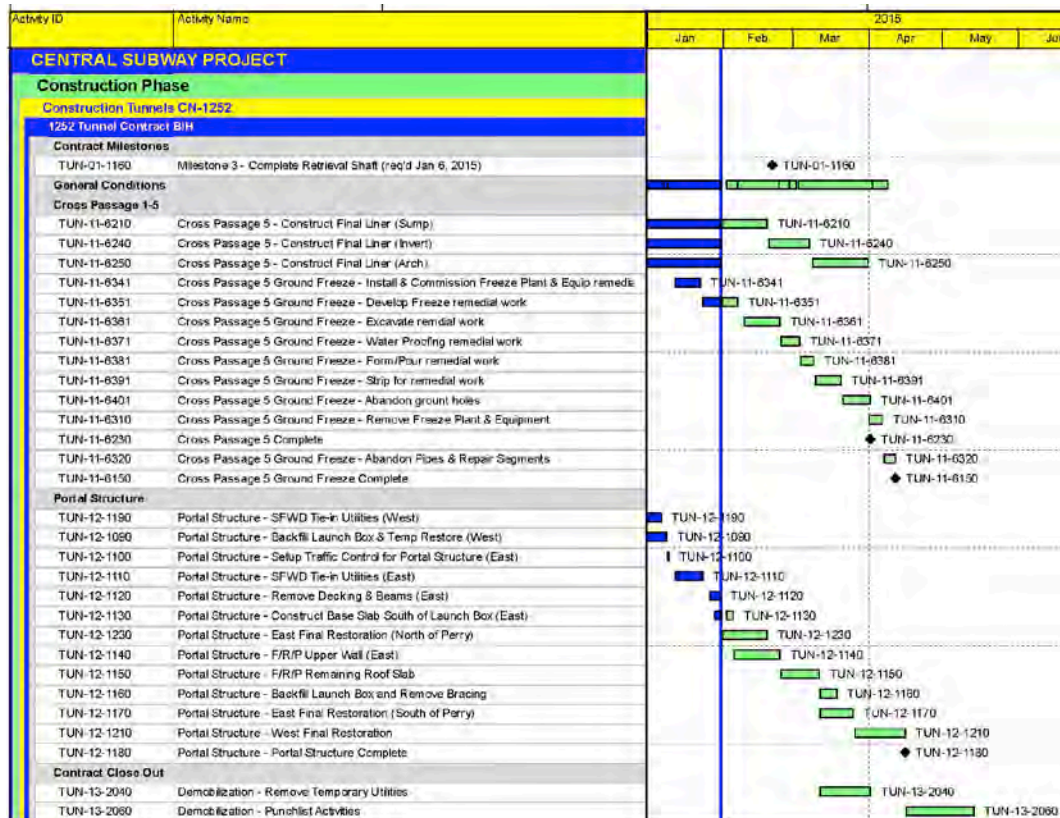 Activity ID Activity Name 2015
Jan Feb Mar Apr May
CENTRAL SUBWAY PROJECT
Construction Phase
Construction Tunnels CN-1252
1252 Tunnel Contract BIH
Contract Milestones
TUN-01-1160 Milestone 3 - Complete Retrieval Shaft (req'd Jan 6, 2015) TUN-01-1160
General Conditions
Cross Passage 1-5
TUN-11-6210 Cross Passage 5 - Construct Final Liner (Sump) TUN-11-6210
TUN-11-6240 Cross Passage 5 - Construct Final Liner (Invert) TUN-11-6240
TUN-11-6250 Cross Passage 5 - Construct Final Liner (Arch) TUN-11-6250
TUN-11-6341 Cross Passage 5 Ground Freeze - Install & Commission Freeze Plant & Equip remedia TUN-11-6341
TUN-11-6351 Cross Passage 5 Ground Freeze - Develop Freeze remedial work TUN-11-6351
TUN-11-6361 Cross Passage 5 Ground Freeze - Excavate remdial work TUN-11-6361
TUN-11-6371 Cross Passage 5 Ground Freeze - Water Proofing remedial work TUN-11-6371
TUN-11-6381 Cross Passage 5 Ground Freeze - Form/Pour remedial work TUN-11-6381
TUN-11-6391 Cross Passage 5 Ground Freeze - Strip for remedial work TUN-11-6391
TUN-11-6401 Cross Passage 5 Ground Freeze - Abandon grount holes TUN-11-6401
TUN-11-6310 Cross Passage 5 Ground Freeze - Remove Freeze Plant & Equipment TUN-11-6310
TUN-11-6230 Cross Passage 5 Complete TUN-11-6230
TUN-11-6320 Cross Passage 5 Ground Freeze - Abandon Pipes & Repair Segments TUN-11-6320
TUN-11-6150 Cross Passage 5 Ground Freeze Complete TUN-11-6150
Portal Structure
TUN-12-1190 Portal Structure - SFWD Tie-in Utilities (West) TUN-12-1190
TUN-12-1090 Portal Structure - Backfill Launch Box & Temp Restore (West) TUN-12-1090
TUN-12-1100 Portal Structure - Setup Traffic Control for Portal Structure (East) TUN-12-1100
TUN-12-1110 Portal Structure - SFWD Tie-in Utilities (East) TUN-12-1110
TUN-12-1120 Portal Structure - Remove Decking & Beams (East) TUN-12-1120
TUN-12-1130 Portal Structure - Construct Base Slab South of Launch Box (East) TUN-12-1130
TUN-12-1230 Portal Structure - East Final Restoration (North of Perry) TUN-12-1230
TUN-12-1140 Portal Structure - F/R/P Upper Wall (East) TUN-12-1140
TUN-12-1150 Portal Structure - F/R/P Remaining Roof Slab TUN-12-1150
TUN-12-1160 Portal Structure - Backfill Launch Box and Remove Bracing TUN-12-1160
TUN-12-1170 Portal Structure - East Final Restoration (South of Perry) TUN-12-1170
TUN-12-1210 Portal Structure - West Final Restoration TUN-12-1210
TUN-12-1180 Portal Structure - Portal Structure Complete TUN-12-1180
Contract Close Out
TUN-13-2040 Demobilization - Remove Temporary Utilities TUN-13-2040
TUN-13-2060 Demobilization - Punchlist Activities TUN-13-2060